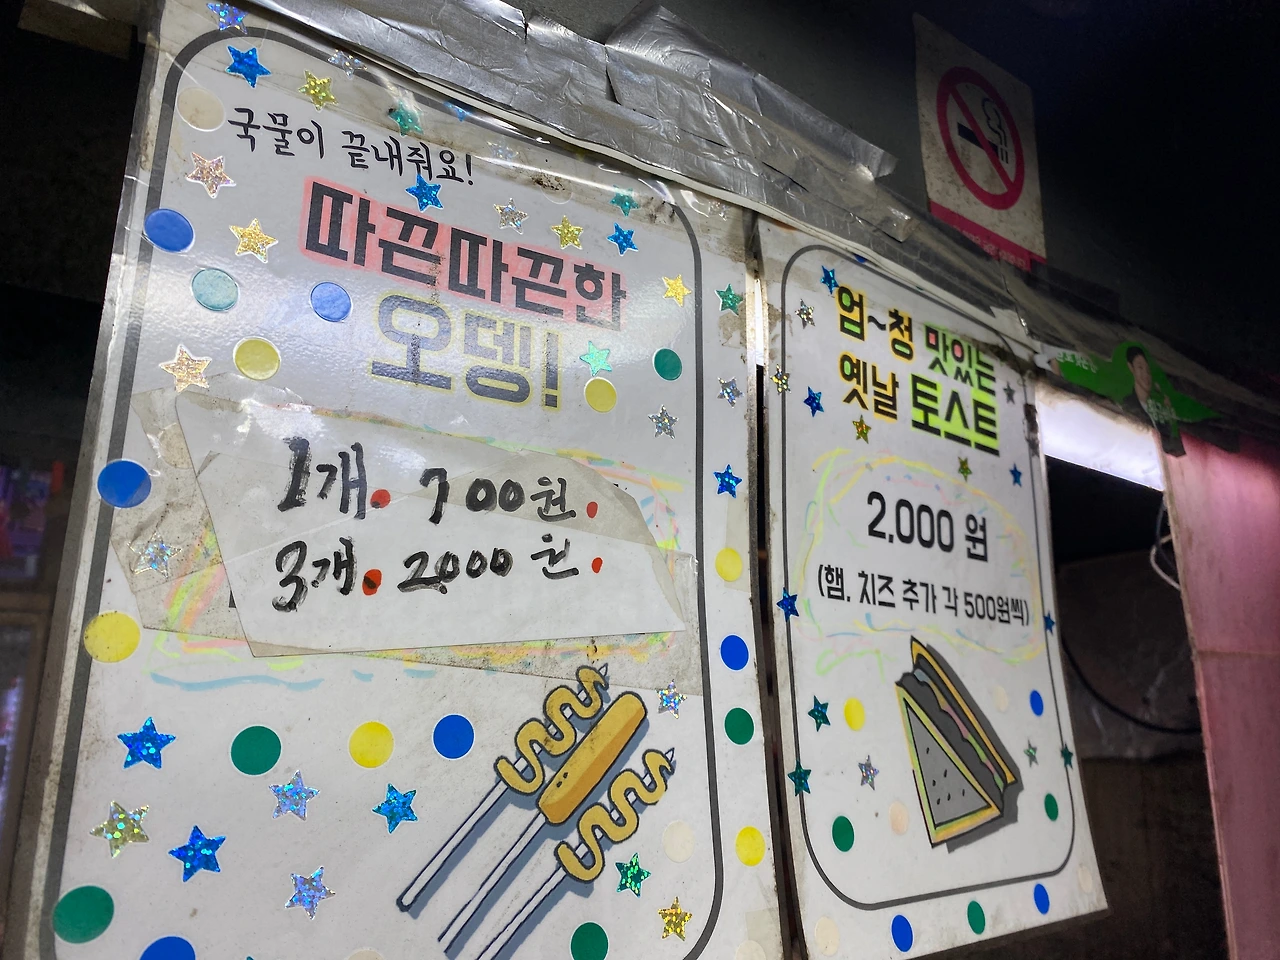 국물이 끝내줘요!
따끈따끈한
오뎅!
1개. 700원.
3개. 2000원.
엄~청 맛있는
옛날 토스트
2,000 원
(햄. 치즈 추가 각 500원씩)